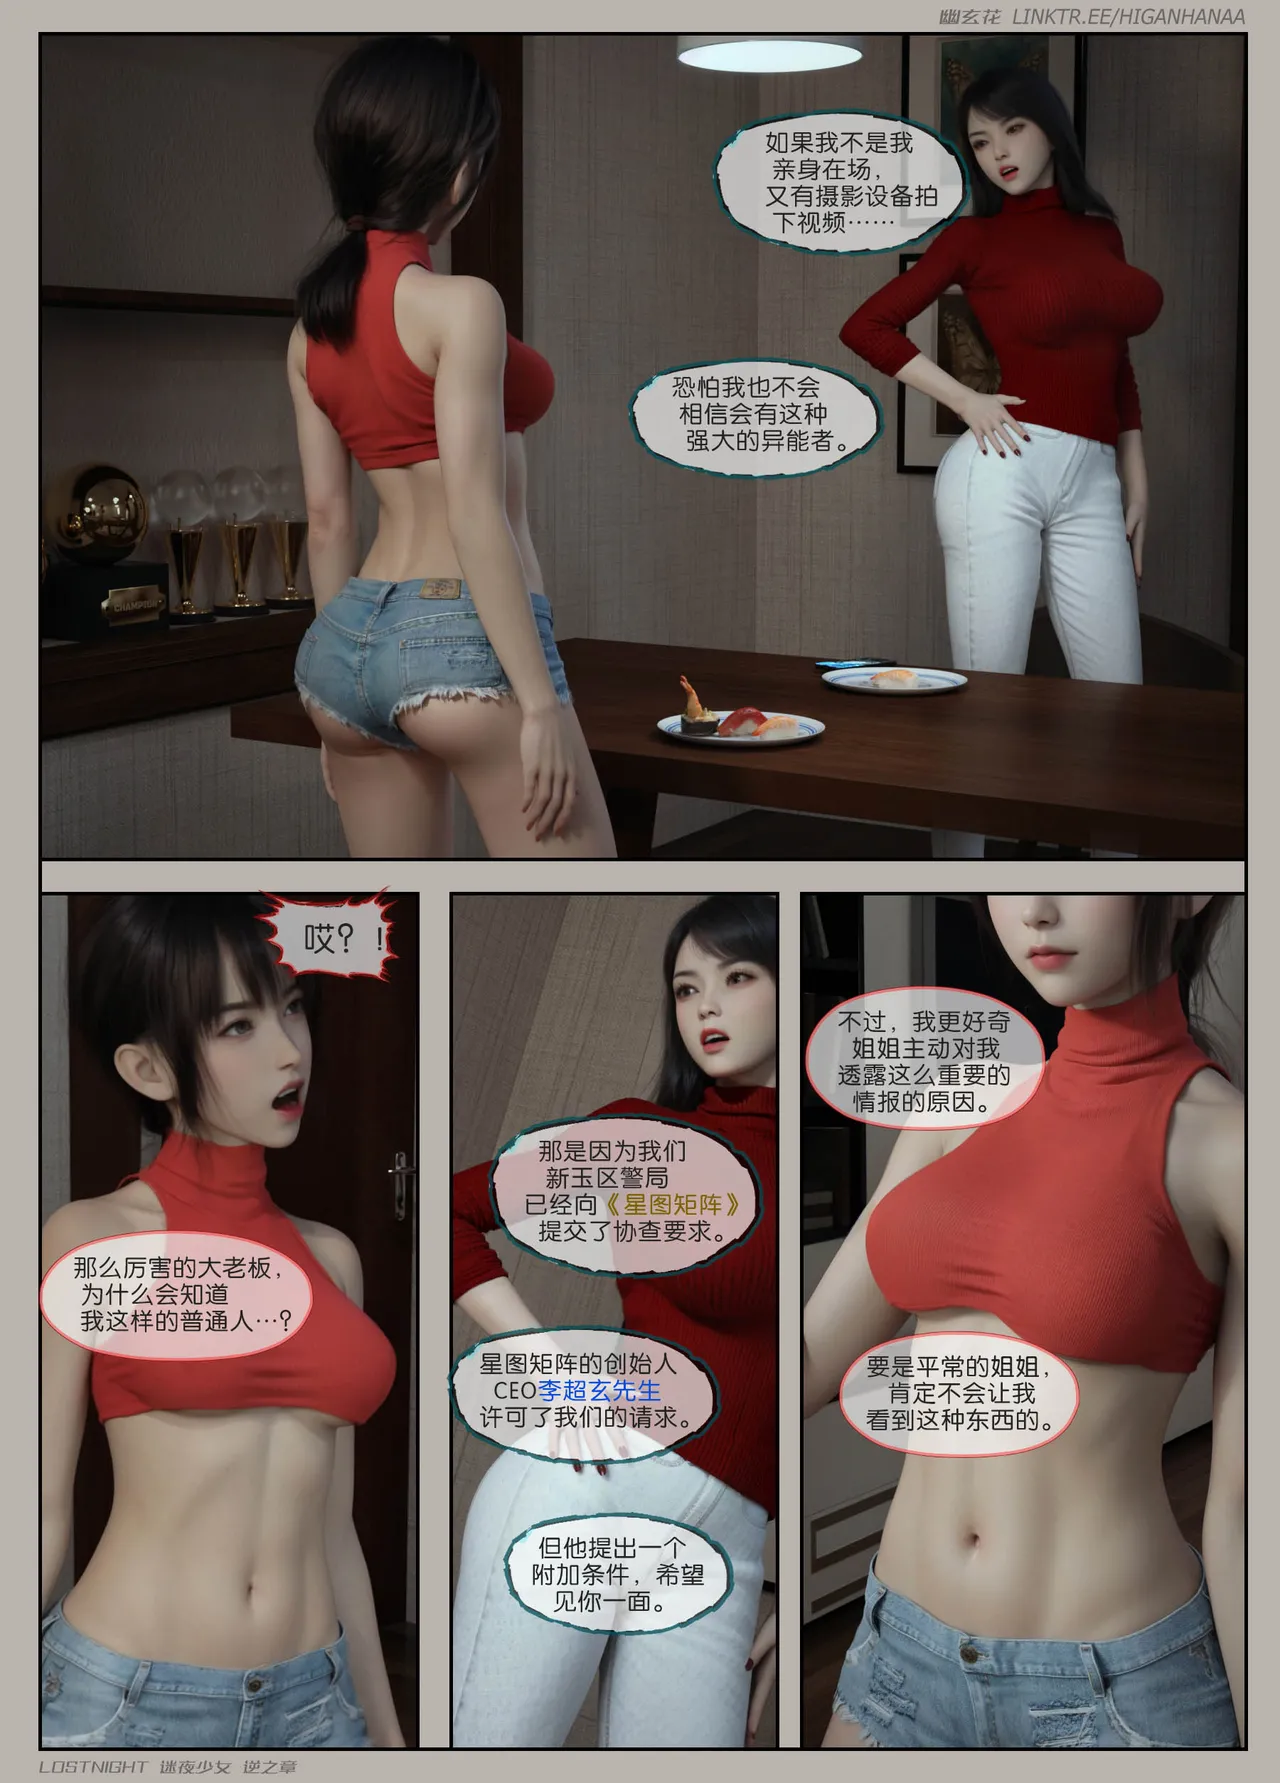 幽玄花 LINKTR.EE/HIGANHANAA
如果我不是我
亲身在场，
又有摄影设备拍
下视频……
恐怕我也不会
相信会有这种
强大的异能者。
CHAMPION
不过，我更好奇
姐姐主动对我
透露这么重要的
情报的原因。
要是平常的姐姐，
肯定不会让我
看到这种东西的。
那是因为我们
新玉区警局
已经向《星图矩阵》
提交了协查要求。
星图矩阵的创始人
CEO李超玄先生
许可了我们的请求。
但他提出一个
附加条件，希望
见你一面。
哎？！
那么厉害的大老板，
为什么会知道
我这样的普通人…？
LOSTNIGHT 迷夜少女 逆之章